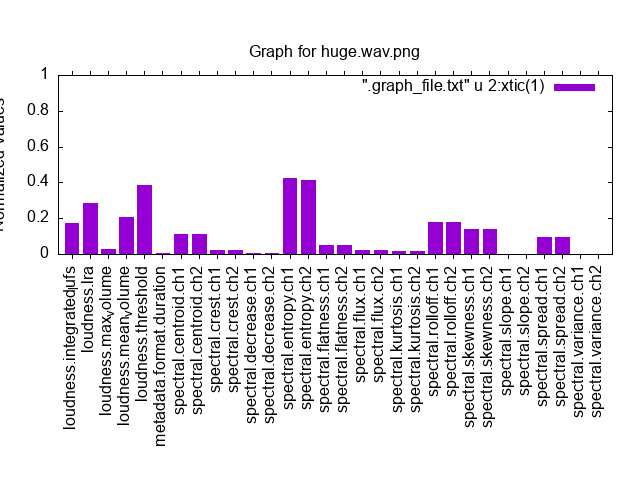 Graph for huge.wav.png
Normalized Values
".graph_file.txt" u 2:xtic(1)
1
0.8
0.6
0.4
0.2
0
loudness.integratedlufs
loudness.lra
loudness.maxvolume
loudness.meanvolume
loudness.threshold
metadata.format.duration
spectral.centroid.ch1
spectral.centroid.ch2
spectral.crest.ch1
spectral.crest.ch2
spectral.decrease.ch1
spectral.decrease.ch2
spectral.entropy.ch1
spectral.entropy.ch2
spectral.flatness.ch1
spectral.flatness.ch2
spectral.flux.ch1
spectral.flux.ch2
spectral.kurtosis.ch1
spectral.kurtosis.ch2
spectral.rolloff.ch1
spectral.rolloff.ch2
spectral.skewness.ch1
spectral.skewness.ch2
spectral.slope.ch1
spectral.slope.ch2
spectral.spread.ch1
spectral.spread.ch2
spectral.variance.ch1
spectral.variance.ch2